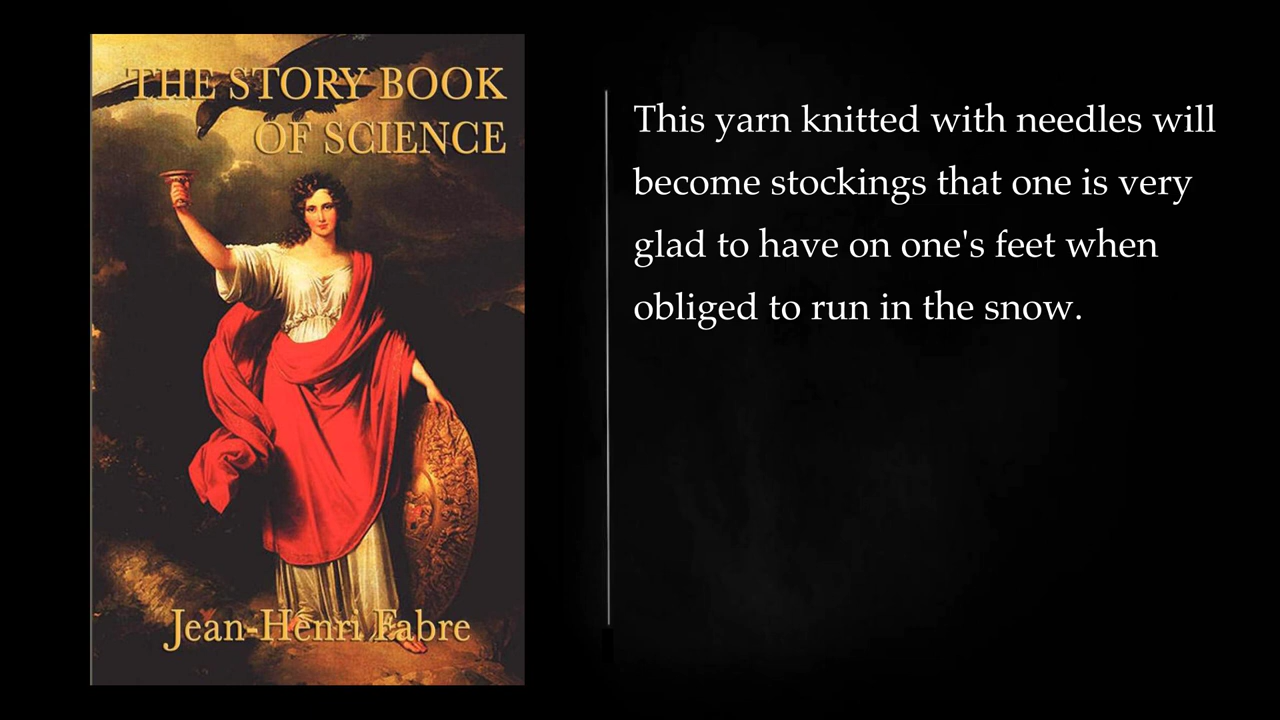 THE STORY BOOK
OF SCIENCE
Jean-Henri Fabre
This yarn knitted with needles will
become stockings that one is very
glad to have on one's feet when
obliged to run in the snow.